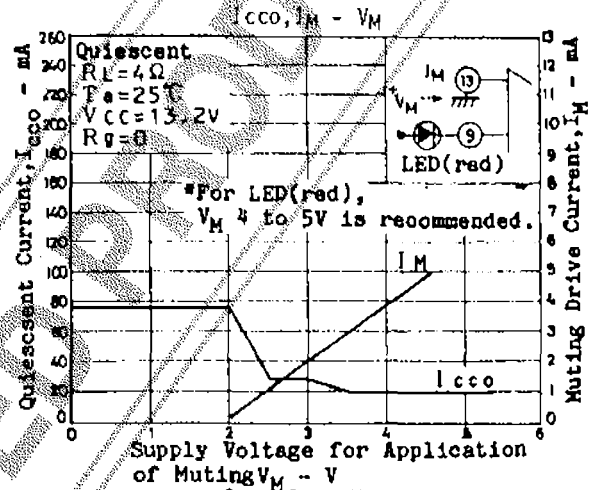 Icco, IM - VM
Quiescent
RL=4Ω
Ta=25℃
VCC=13.2V
Rg=0
IM
13
+VM
9
LED(red)
*For LED(red),
VM 4 to 5V is recommended.
IM
Icco
Quiescsent Current, Icco - mA
260
240
220
200
180
160
140
120
100
80
60
40
20
0
Muting Drive Current, IM - mA
13
12
11
10
9
8
7
6
5
4
3
2
1
0
0 1 2 3 4 5 6
Supply Voltage for Application
of Muting VM - V